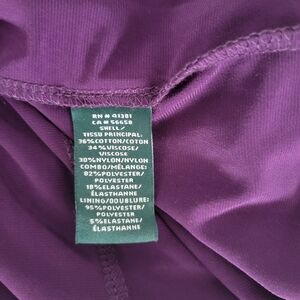 RN # 41381
CA # 56658
SHELL/
TISSU PRINCIPAL:
36%COTTON/COTON
34%VISCOSE/
VISCOSE
30%NYLON/NYLON
COMBO/MÉLANGE:
82%POLYESTER/
POLYESTER
18%ELASTANE/
ÉLASTHANNE
LINING/DOUBLURE:
95%POLYESTER/
POLYESTER
5%ELASTANE/
ÉLASTHANNE